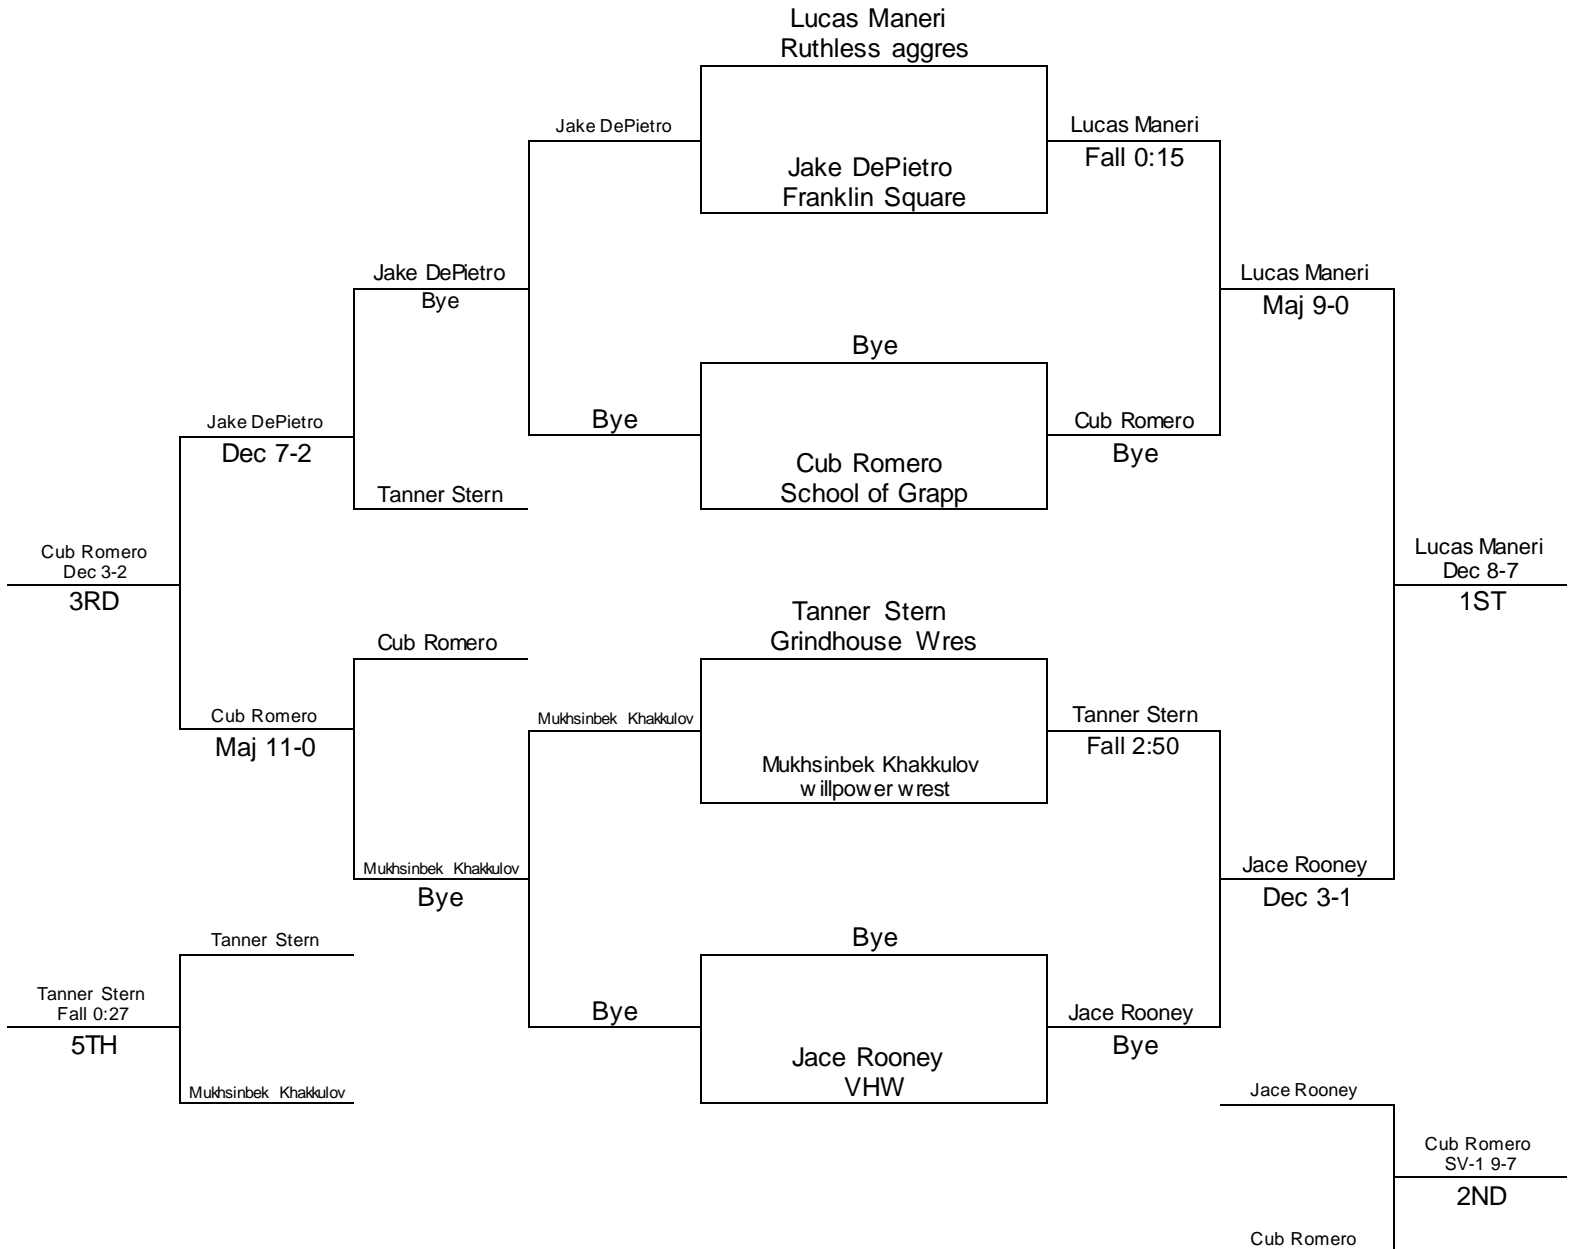 Lucas Maneri
Ruthless aggres
Jake DePietro
Lucas Maneri
Fall 0:15
Jake DePietro
Franklin Square
Jake DePietro
Bye
Lucas Maneri
Maj 9-0
Bye
Jake DePietro
Dec 7-2
Bye
Cub Romero
Bye
Cub Romero
School of Grapp
Tanner Stern
Cub Romero
Dec 3-2
3RD
Lucas Maneri
Dec 8-7
1ST
Tanner Stern
Grindhouse Wres
Cub Romero
Cub Romero
Maj 11-0
Mukhsinbek Khakkulov
Tanner Stern
Fall 2:50
Mukhsinbek Khakkulov
willpower wrest
Mukhsinbek Khakkulov
Bye
Jace Rooney
Dec 3-1
Tanner Stern
Bye
Tanner Stern
Fall 0:27
5TH
Bye
Jace Rooney
Bye
Jace Rooney
VHW
Mukhsinbek Khakkulov
Jace Rooney
Cub Romero
SV-1 9-7
2ND
Cub Romero